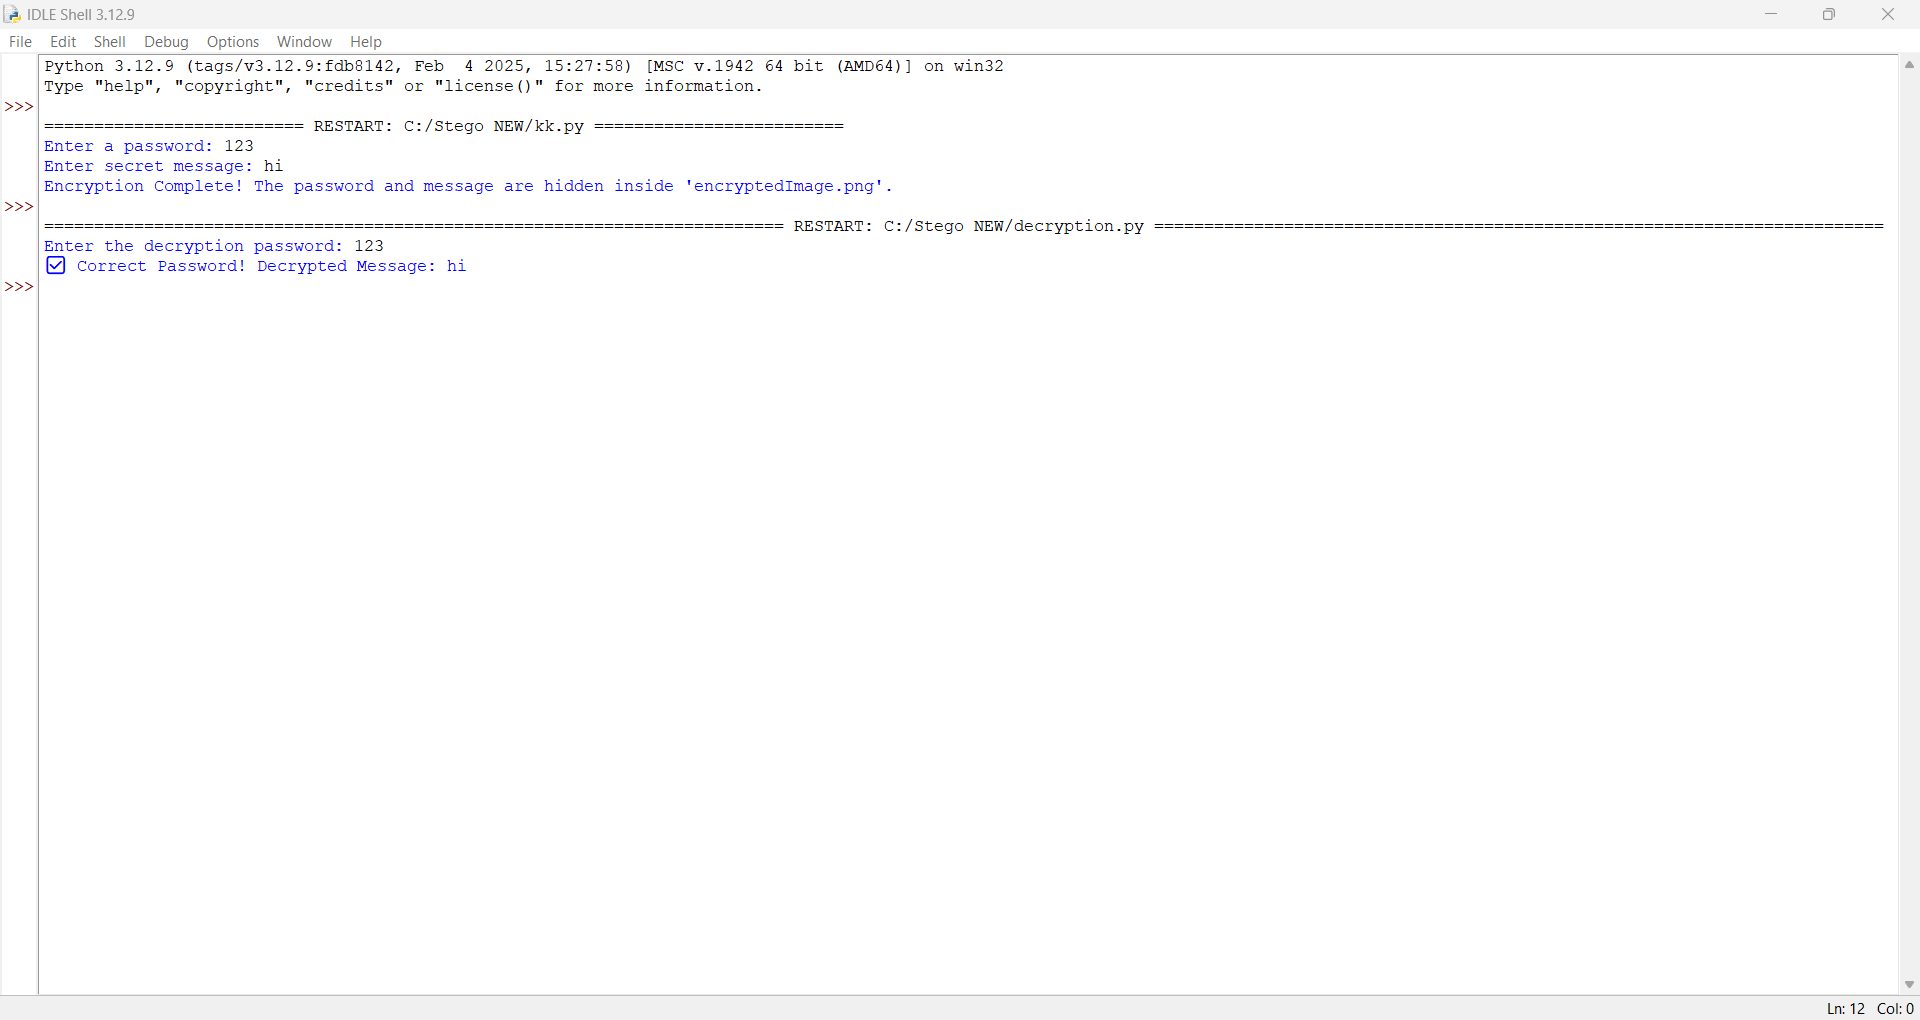 IDLE Shell 3.12.9
File Edit Shell Debug Options Window Help
Python 3.12.9 (tags/v3.12.9:fdb8142, Feb  4 2025, 15:27:58) [MSC v.1942 64 bit (AMD64)] on win32
Type "help", "copyright", "credits" or "license()" for more information.
>>>
========================== RESTART: C:/Stego NEW/kk.py =========================
Enter a password: 123
Enter secret message: hi
Encryption Complete! The password and message are hidden inside 'encryptedImage.png'.
>>>
========================================================================== RESTART: C:/Stego NEW/decryption.py =========================================================================
Enter the decryption password: 123
☑ Correct Password! Decrypted Message: hi
>>>
Ln: 12 Col: 0